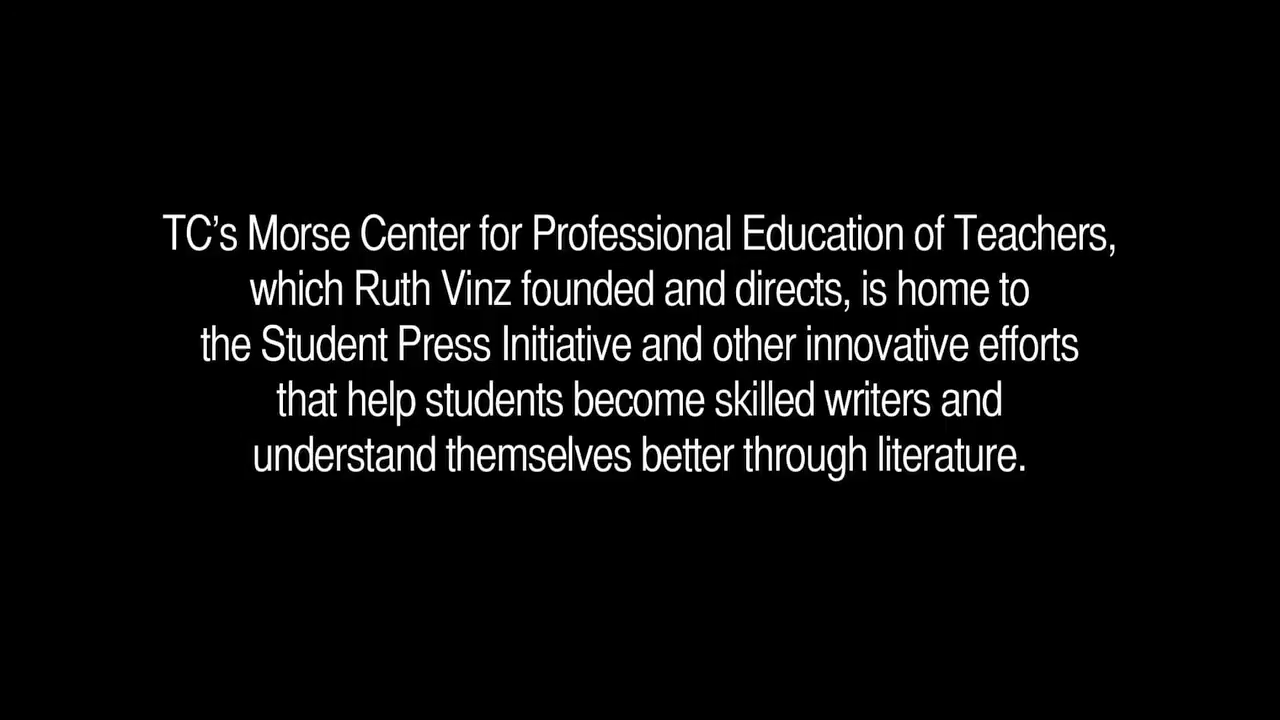 TC’s Morse Center for Professional Education of Teachers,
which Ruth Vinz founded and directs, is home to
the Student Press Initiative and other innovative efforts
that help students become skilled writers and
understand themselves better through literature.